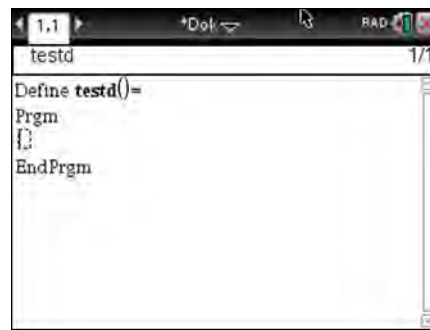 1.1 *Dok RAD
testd 1/1
Define testd()=
Prgm
EndPrgm